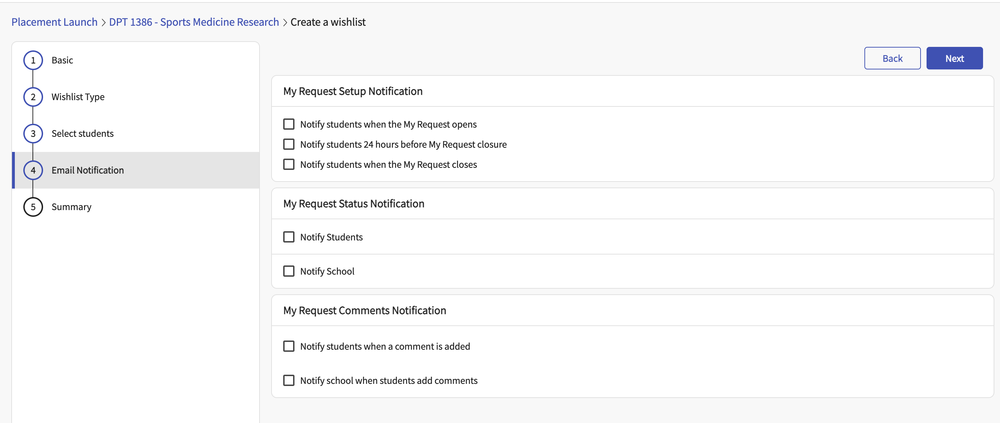 Placement Launch > DPT 1386 - Sports Medicine Research > Create a wishlist
1 Basic
2 Wishlist Type
3 Select students
4 Email Notification
5 Summary
Back Next
My Request Setup Notification
Notify students when the My Request opens
Notify students 24 hours before My Request closure
Notify students when the My Request closes
My Request Status Notification
Notify Students
Notify School
My Request Comments Notification
Notify students when a comment is added
Notify school when students add comments